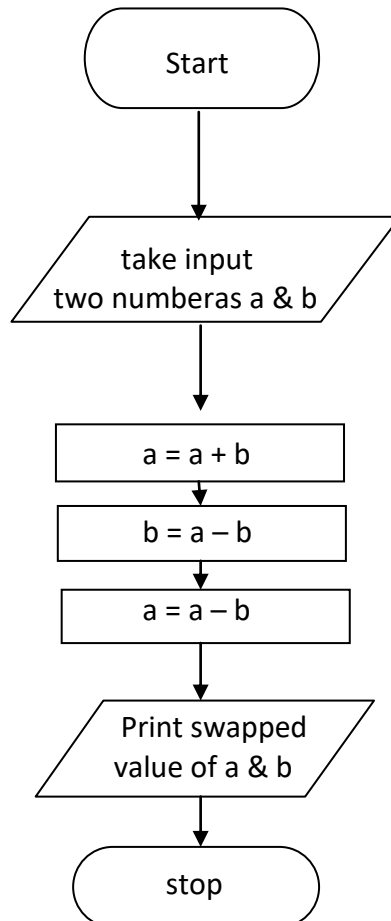 Start
take input
two numberas a & b
a = a + b
b = a – b
a = a – b
Print swapped
value of a & b
stop